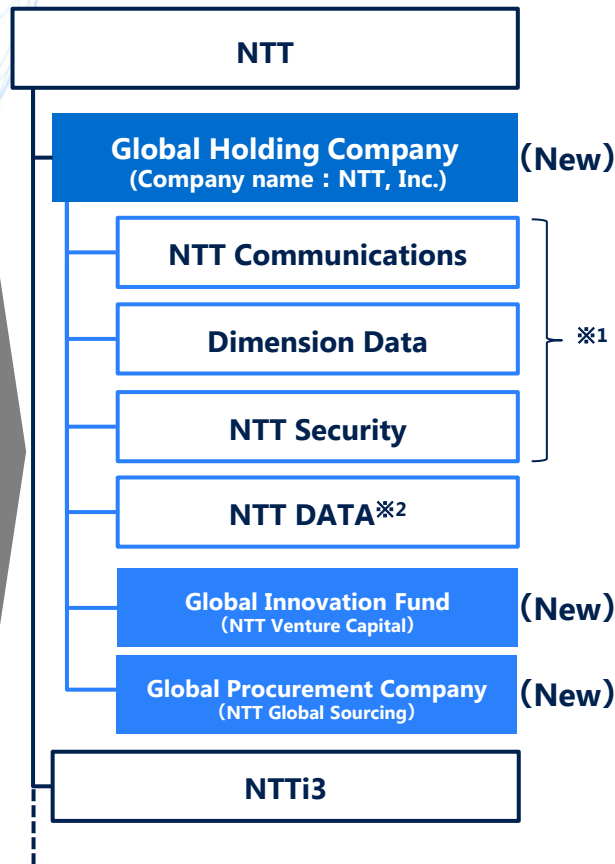 NTT
Global Holding Company
(Company name：NTT, Inc.)
（New）
NTT Communications
Dimension Data
※1
NTT Security
NTT DATA※2
Global Innovation Fund
（NTT Venture Capital）
（New）
Global Procurement Company
（NTT Global Sourcing）
（New）
NTTi3